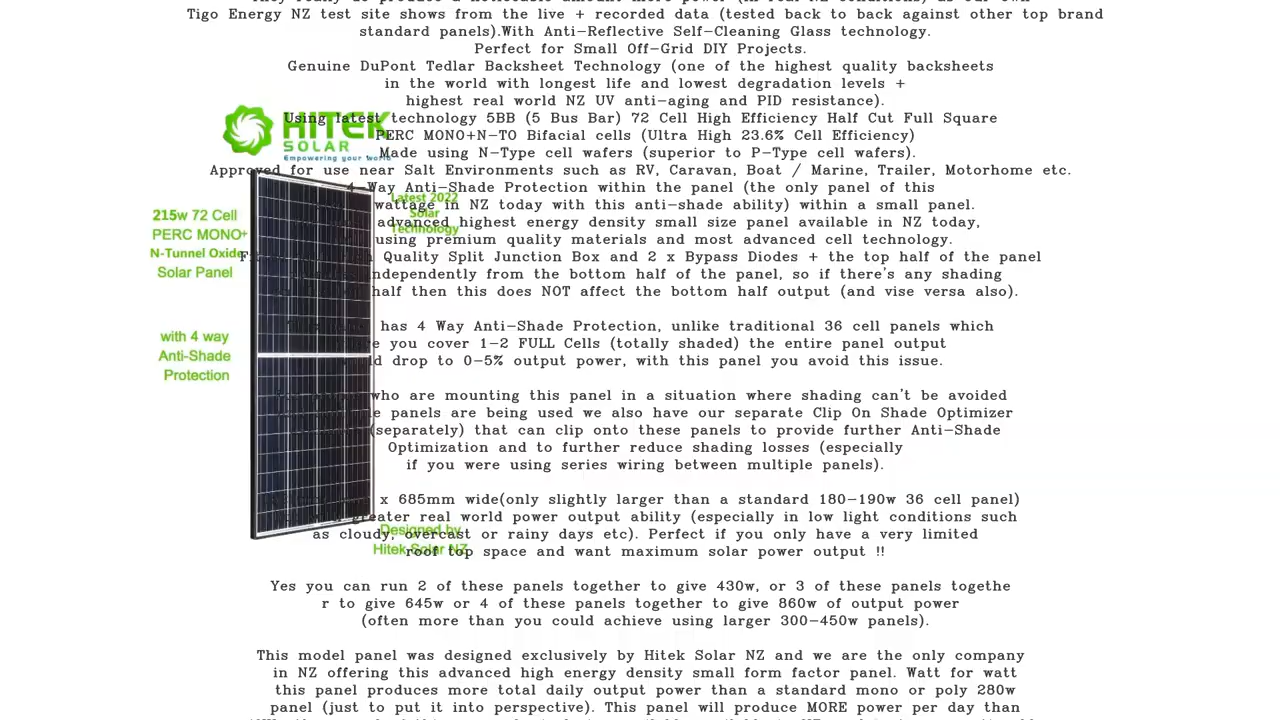 Tigo Energy NZ test site shows from the live + recorded data (tested back to back against other top brand
standard panels).With Anti-Reflective Self-Cleaning Glass technology.
Perfect for Small Off-Grid DIY Projects.
Genuine DuPont Tedlar Backsheet Technology (one of the highest quality backsheets
in the world with longest life and lowest degradation levels +
highest real world NZ UV anti-aging and PID resistance).
HITEK
SOLAR
Empowering your World
Using latest technology 5BB (5 Bus Bar) 72 Cell High Efficiency Half Cut Full Square
PERC MONO+N-TO Bifacial cells (Ultra High 23.6% Cell Efficiency)
Made using N-Type cell wafers (superior to P-Type cell wafers).
Approved for use near Salt Environments such as RV, Caravan, Boat / Marine, Trailer, Motorhome etc.
4-Way Anti-Shade Protection within the panel (the only panel of this
wattage in NZ today with this anti-shade ability) within a small panel.
advanced highest energy density small size panel available in NZ today,
using premium quality materials and most advanced cell technology.
Quality Split Junction Box and 2 x Bypass Diodes + the top half of the panel
independently from the bottom half of the panel, so if there's any shading
half then this does NOT affect the bottom half output (and vise versa also).
Latest 2022
Solar
Technology
215w 72 Cell
PERC MONO+
N-Tunnel Oxide
Solar Panel
has 4 Way Anti-Shade Protection, unlike traditional 36 cell panels which
you cover 1-2 FULL Cells (totally shaded) the entire panel output
drop to 0-5% output power, with this panel you avoid this issue.
with 4 way
Anti-Shade
Protection
who are mounting this panel in a situation where shading can't be avoided
panels are being used we also have our separate Clip On Shade Optimizer
(separately) that can clip onto these panels to provide further Anti-Shade
Optimization and to further reduce shading losses (especially
if you were using series wiring between multiple panels).
x 685mm wide(only slightly larger than a standard 180-190w 36 cell panel)
greater real world power output ability (especially in low light conditions such
as cloudy, overcast or rainy days etc). Perfect if you only have a very limited
roof top space and want maximum solar power output !!
Designed by
Hitek Solar NZ
Yes you can run 2 of these panels together to give 430w, or 3 of these panels togethe
r to give 645w or 4 of these panels together to give 860w of output power
(often more than you could achieve using larger 300-450w panels).
This model panel was designed exclusively by Hitek Solar NZ and we are the only company
in NZ offering this advanced high energy density small form factor panel. Watt for watt
this panel produces more total daily output power than a standard mono or poly 280w
panel (just to put it into perspective). This panel will produce MORE power per day than